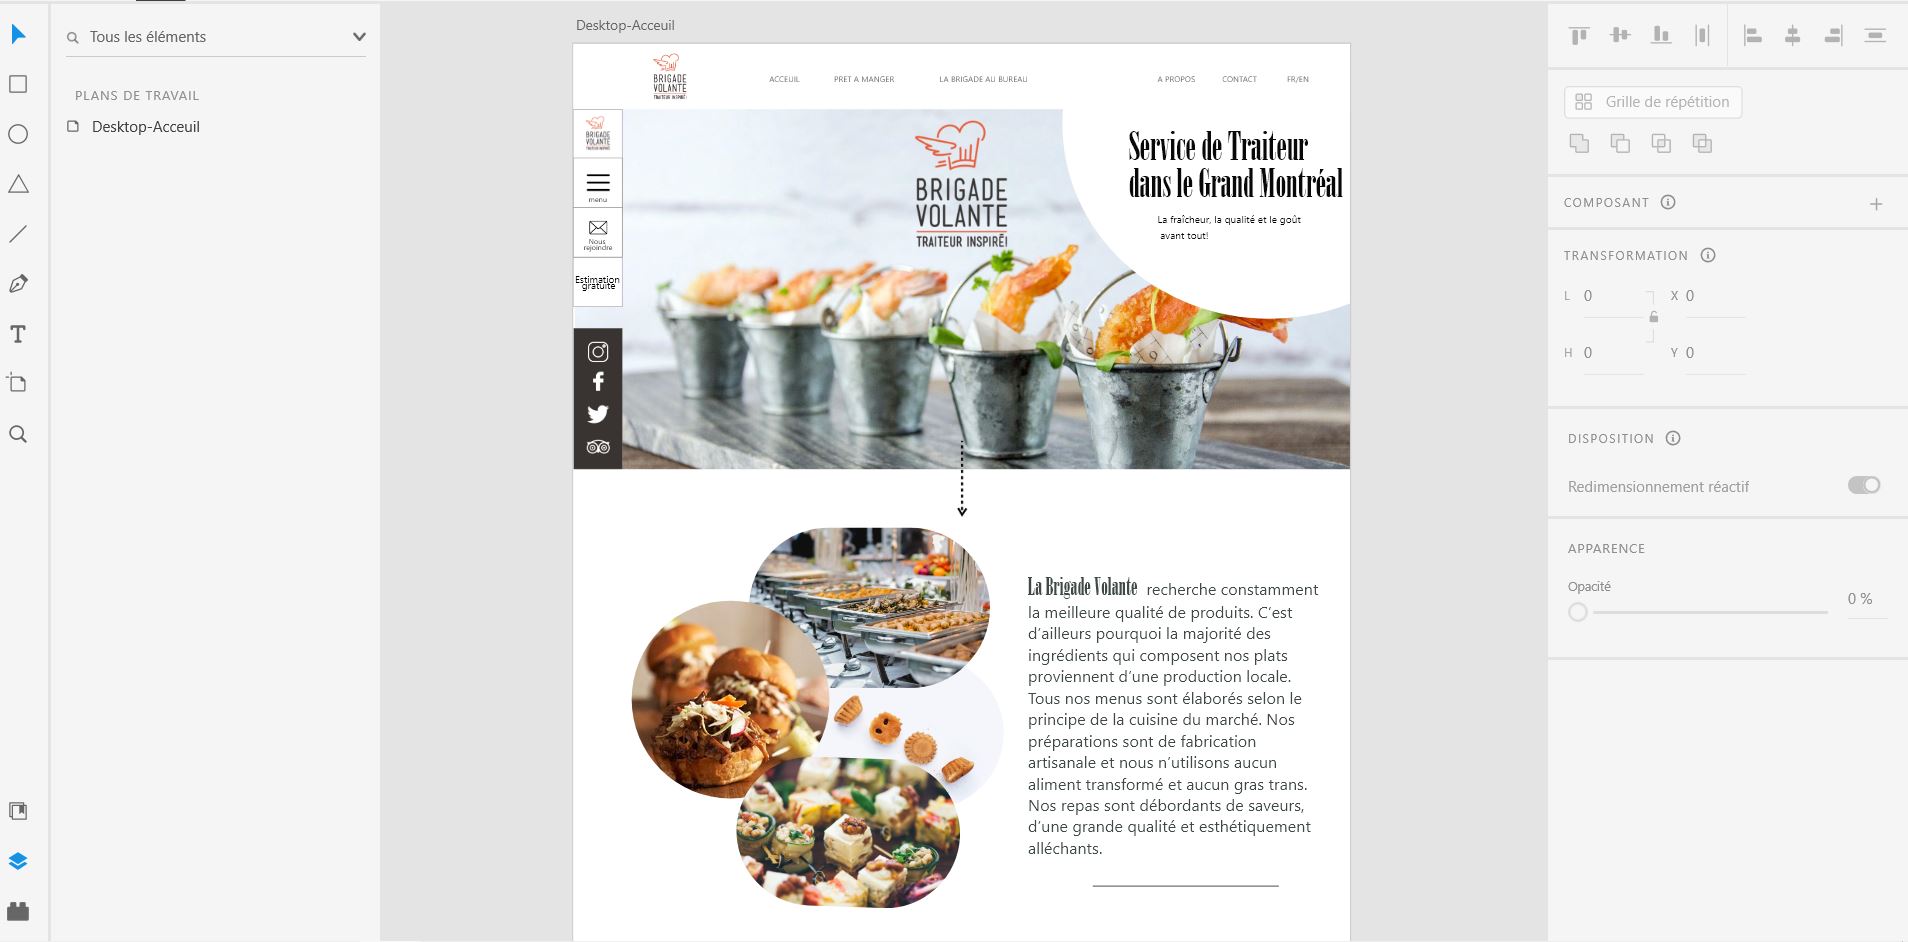 Tous les éléments
PLANS DE TRAVAIL
Desktop-Acceuil
Desktop-Acceuil
BRIGADE
VOLANTE
TRAITEUR INSPIRÉ!
ACCEUIL
PRET A MANGER
LA BRIGADE AU BUREAU
A PROPOS
CONTACT
FR/EN
BRIGADE
VOLANTE
TRAITEUR INSPIRÉ!
menu
Nous
rejoindre
Estimation
gratuite
BRIGADE
VOLANTE
TRAITEUR INSPIRÉ!
Service de Traiteur
dans le Grand Montréal
La fraîcheur, la qualité et le goût
avant tout!
La Brigade Volante recherche constamment
la meilleure qualité de produits. C'est
d'ailleurs pourquoi la majorité des
ingrédients qui composent nos plats
proviennent d'une production locale.
Tous nos menus sont élaborés selon le
principe de la cuisine du marché. Nos
préparations sont de fabrication
artisanale et nous n'utilisons aucun
aliment transformé et aucun gras trans.
Nos repas sont débordants de saveurs,
d'une grande qualité et esthétiquement
alléchants.
Grille de répétition
COMPOSANT
TRANSFORMATION
L 0 X 0
H 0 Y 0
DISPOSITION
Redimensionnement réactif
APPARENCE
Opacité
0 %